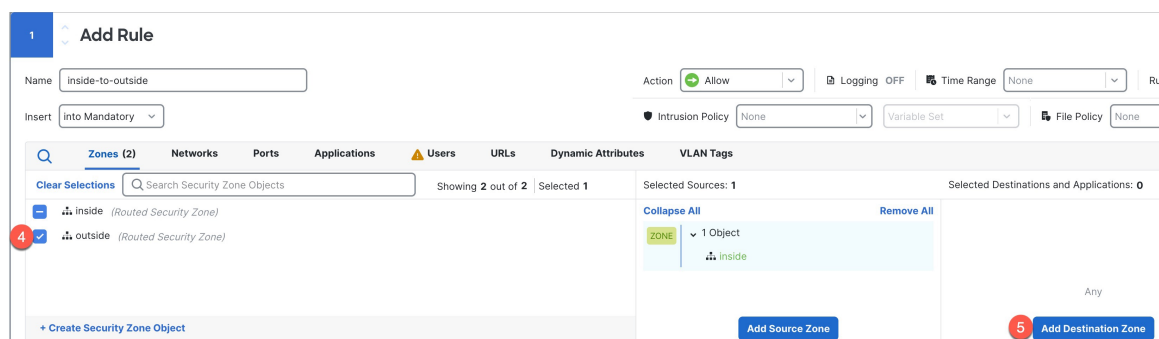 1 Add Rule
Name inside-to-outside Action Allow Logging OFF Time Range None Ru
Insert into Mandatory Intrusion Policy None Variable Set File Policy None
Zones (2) Networks Ports Applications Users URLs Dynamic Attributes VLAN Tags
Clear Selections Search Security Zone Objects Showing 2 out of 2 Selected 1 Selected Sources: 1 Selected Destinations and Applications: 0
inside (Routed Security Zone) Collapse All Remove All
4 outside (Routed Security Zone) ZONE 1 Object
inside
Any
+ Create Security Zone Object Add Source Zone 5 Add Destination Zone